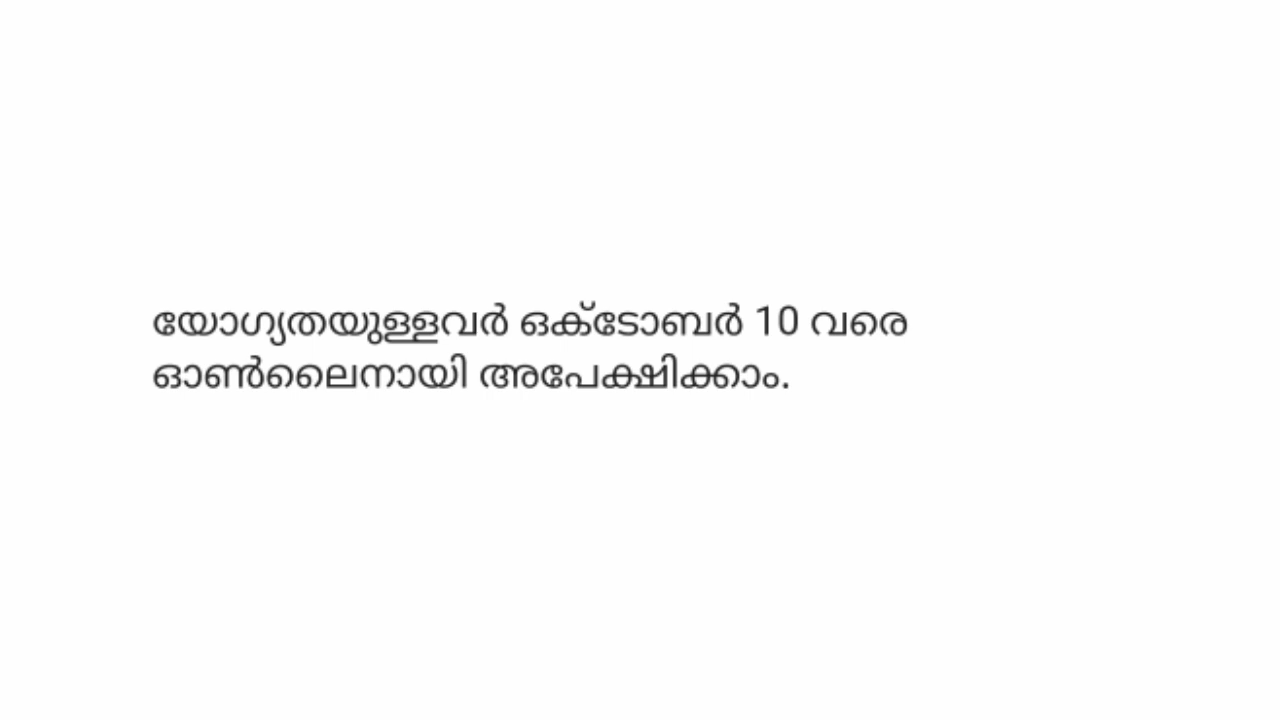 യോഗ്യതയുള്ളവർ ഒക്ടോബർ 10 വരെ
ഓൺലൈനായി അപേക്ഷിക്കാം.